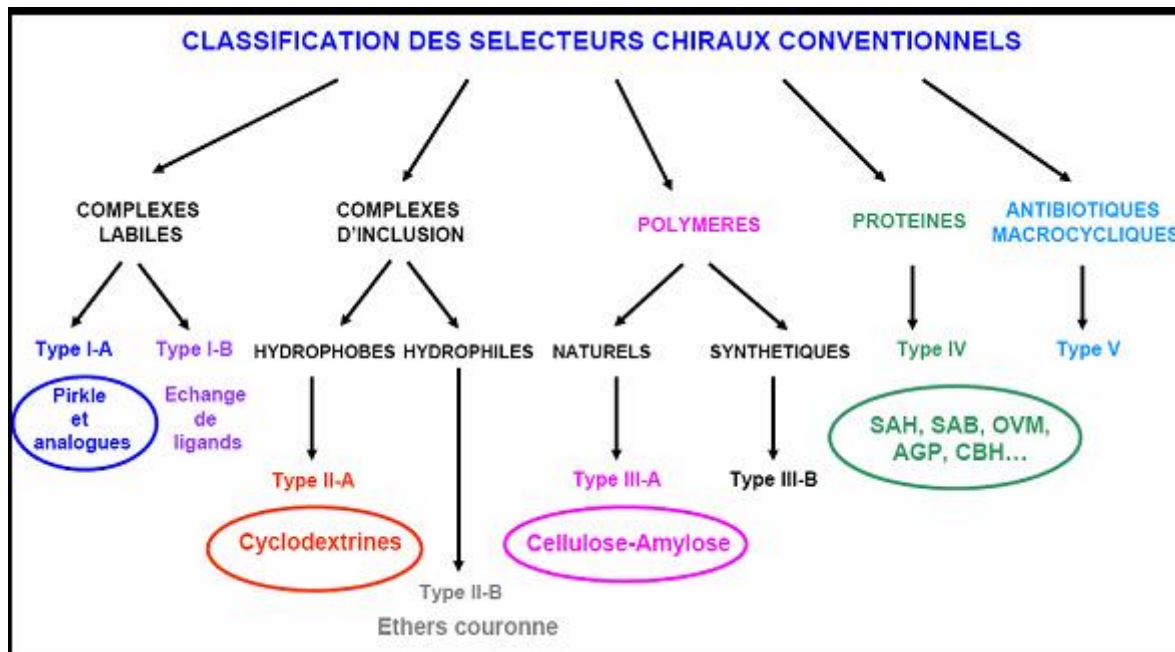 CLASSIFICATION DES SELECTEURS CHIRAUX CONVENTIONNELS
COMPLEXES
LABILES
COMPLEXES
D'INCLUSION
POLYMERES
PROTEINES
ANTIBIOTIQUES
MACROCYCLIQUES
Type I-A
Type I-B
HYDROPHOBES
HYDROPHILES
NATURELS
SYNTHETIQUES
Type IV
Type V
Pirkle
et
analogues
Echange
de
ligands
SAH, SAB, OVM,
AGP, CBH...
Type II-A
Type III-A
Type III-B
Cyclodextrines
Cellulose-Amylose
Type II-B
Ethers couronne